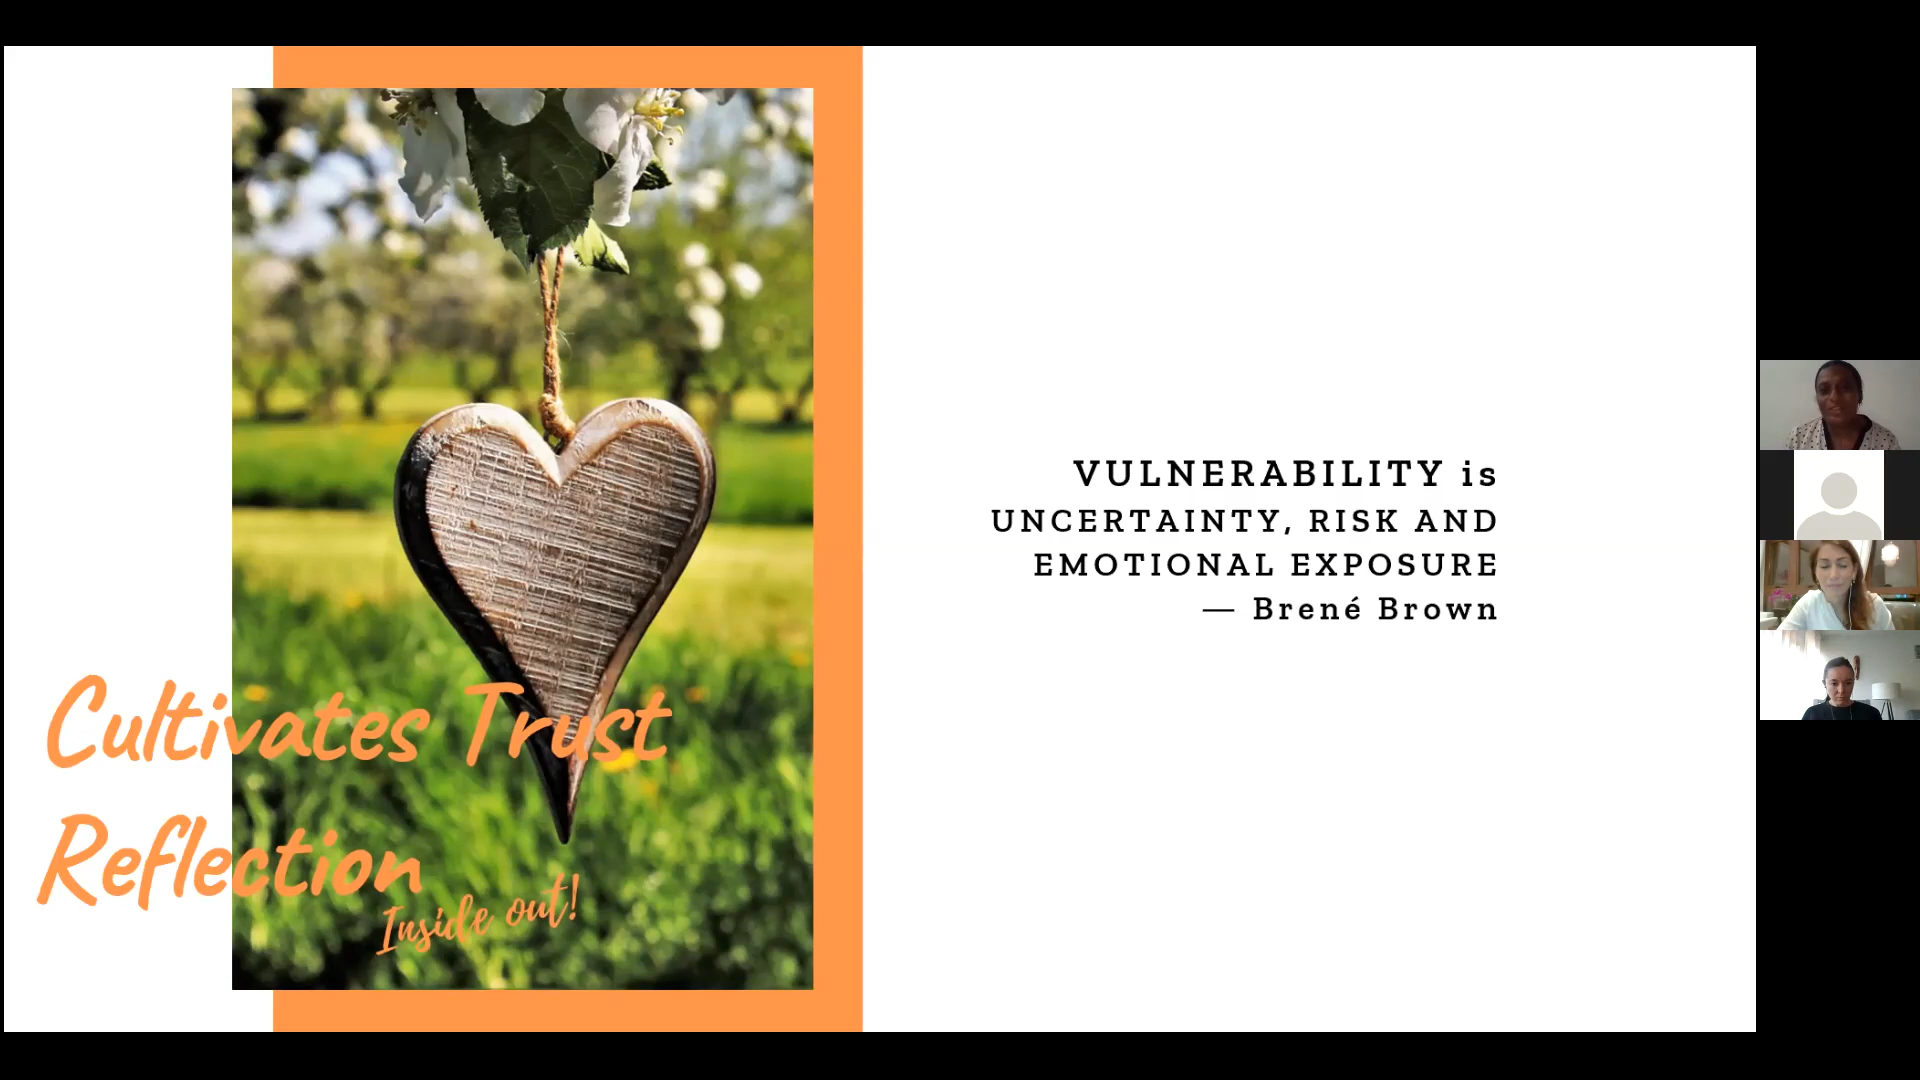 Cultivates Trust
Reflection
Inside out!
VULNERABILITY is
UNCERTAINTY, RISK AND
EMOTIONAL EXPOSURE
— Brené Brown